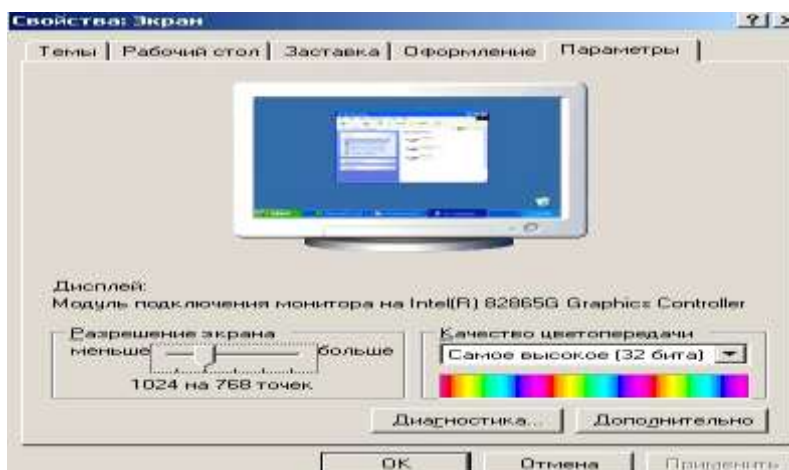 Свойства: Экран
Темы Рабочий стол Заставка Оформление Параметры
Дисплей:
Модуль подключения монитора на Intel(R) 82865G Graphics Controller
Разрешение экрана
меньше больше
1024 на 768 точек
Качество цветопередачи
Самое высокое (32 бита)
Диагностика... Дополнительно
ОК Отмена Применить